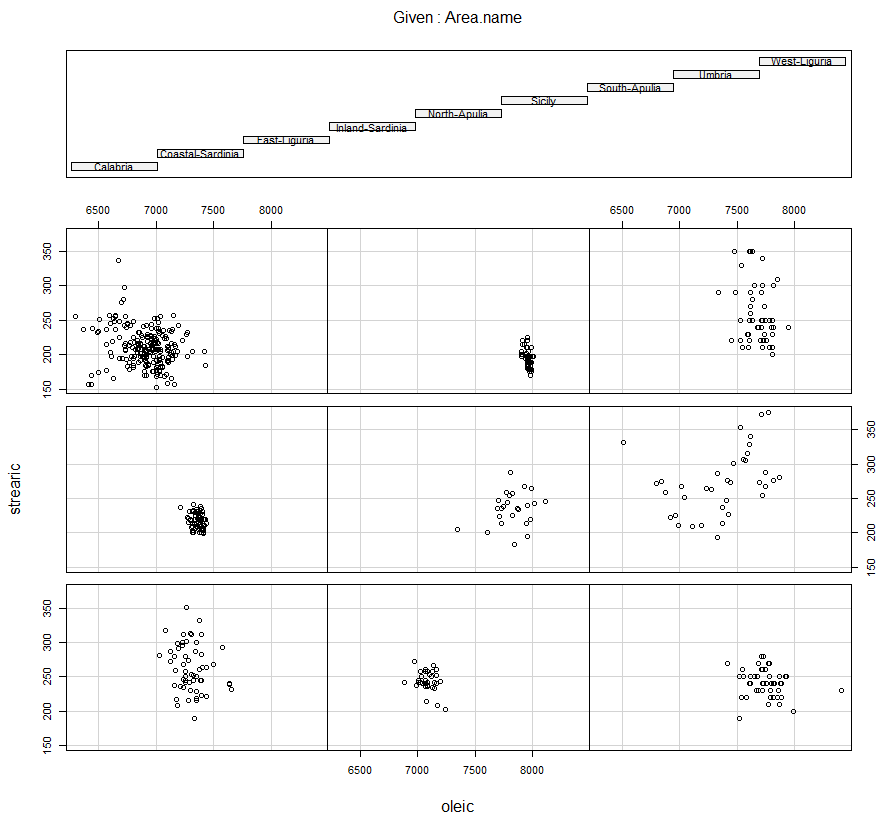 Given : Area.name
West-Liguria
Umbria
South-Apulia
Sicily
North-Apulia
Inland-Sardinia
East-Liguria
Coastal-Sardinia
Calabria
6500 7000 7500 8000 6500 7000 7500 8000
350
300
250
200
150
350
300
250
200
150
350
300
250
200
150
6500 7000 7500 8000
strearic
oleic